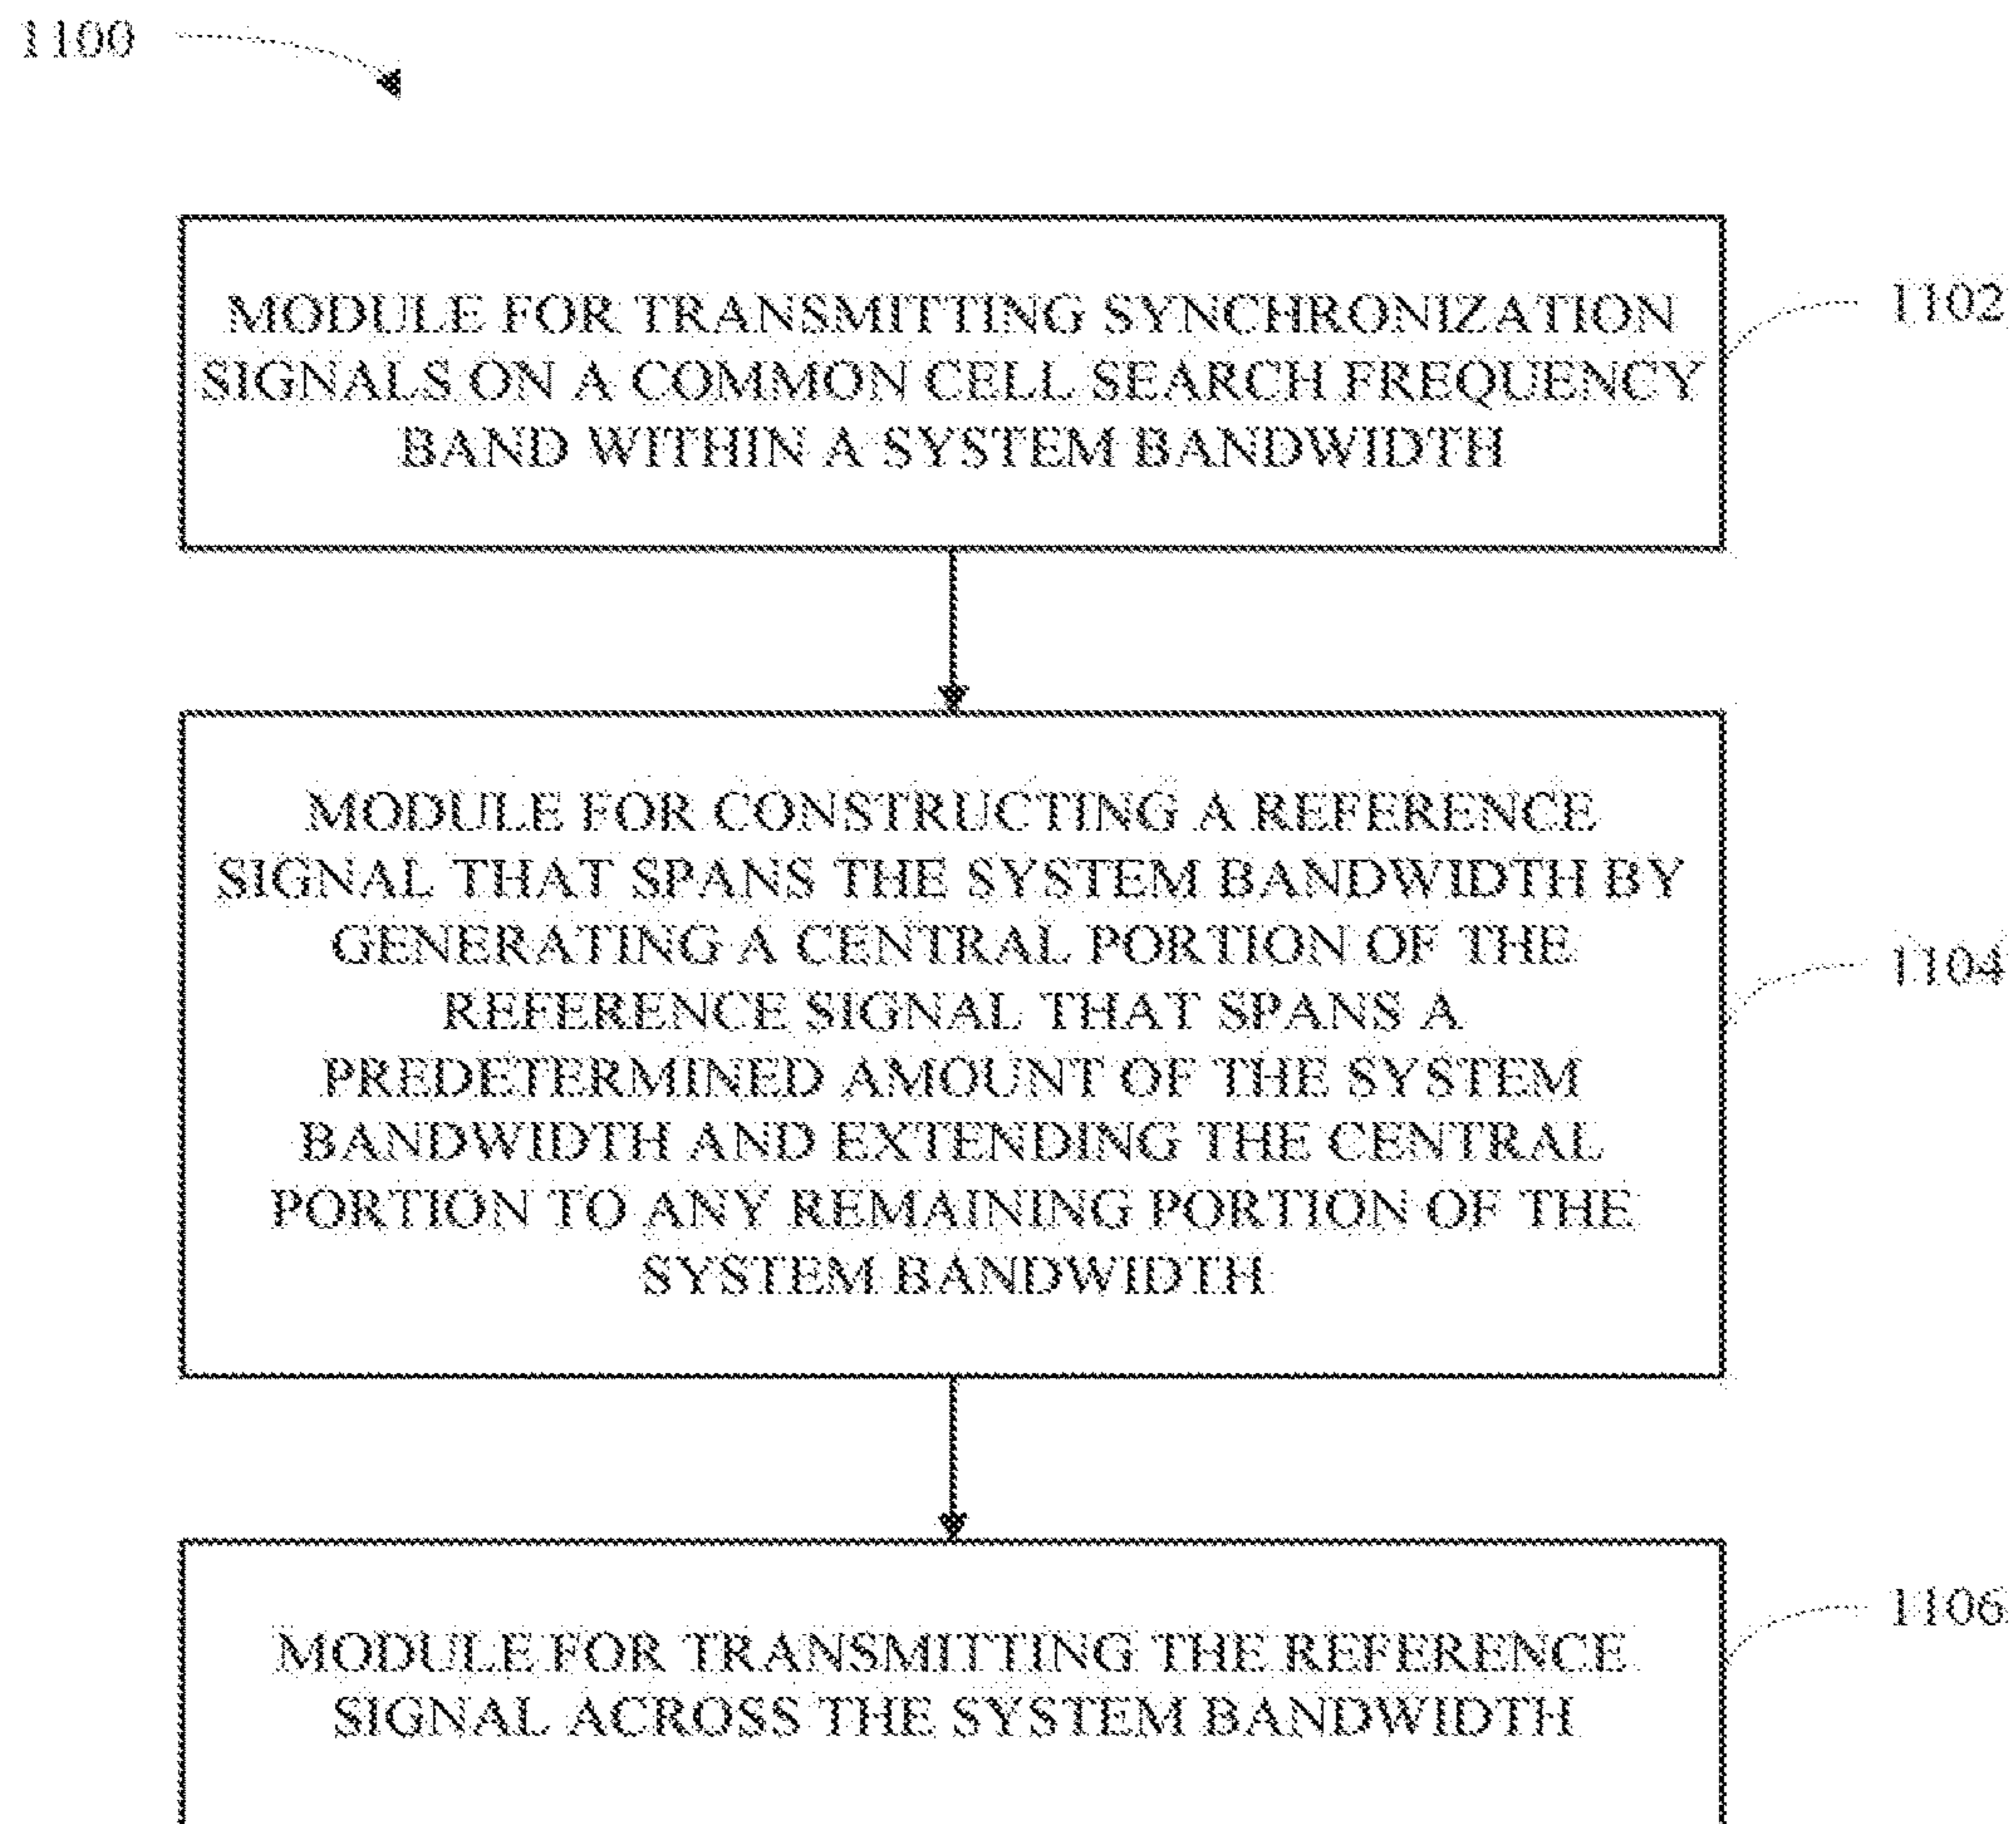 1100
MODULE FOR TRANSMITTING SYNCHRONIZATION
SIGNALS ON A COMMON CELL SEARCH FREQUENCY
BAND WITHIN A SYSTEM BANDWIDTH
1102
MODULE FOR CONSTRUCTING A REFERENCE
SIGNAL THAT SPANS THE SYSTEM BANDWIDTH BY
GENERATING A CENTRAL PORTION OF THE
REFERENCE SIGNAL THAT SPANS A
PREDETERMINED AMOUNT OF THE SYSTEM
BANDWIDTH AND EXTENDING THE CENTRAL
PORTION TO ANY REMAINING PORTION OF THE
SYSTEM BANDWIDTH
1104
MODULE FOR TRANSMITTING THE REFERENCE
SIGNAL ACROSS THE SYSTEM BANDWIDTH
1106